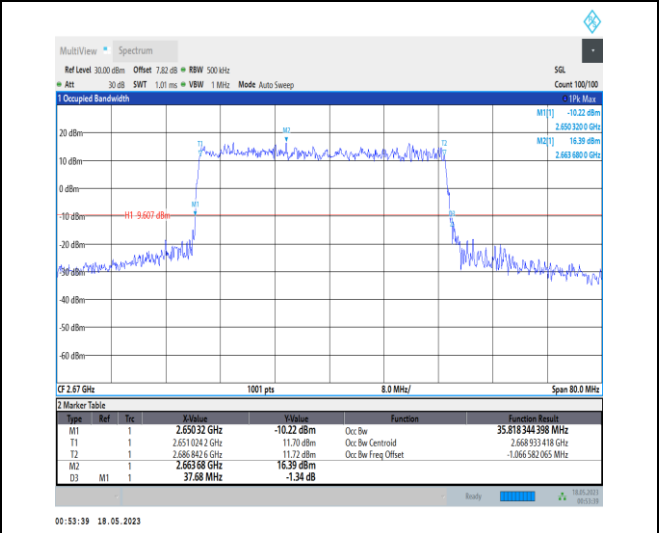 MultiView Spectrum
Ref Level 30.00 dBm Offset 7.82 dB RBW 500 kHz SGL
Att 30 dB SWT 1.01 ms VBW 1 MHz Mode Auto Sweep Count 100/100
1 Occupied Bandwidth 1Pk Max
M1[1] -10.22 dBm
2.650 320 0 GHz
M2[1] 16.39 dBm
2.663 680 0 GHz
20 dBm
M2
T1
T2
10 dBm
0 dBm
M1
-10 dBm
H1 -9.607 dBm
-20 dBm
-30 dBm
-40 dBm
-50 dBm
-60 dBm
CF 2.67 GHz 1001 pts 8.0 MHz/ Span 80.0 MHz
2 Marker Table
Type Ref Trc X-Value Y-Value Function Function Result
M1 1 2.65032 GHz -10.22 dBm Occ Bw 35.818 344 398 MHz
T1 1 2.651 024 2 GHz 11.70 dBm Occ Bw Centroid 2.668 933 418 GHz
T2 1 2.686 842 6 GHz 11.72 dBm Occ Bw Freq Offset -1.066 582 065 MHz
M2 1 2.66368 GHz 16.39 dBm
D3 M1 1 37.68 MHz -1.34 dB
Ready 18.05.2023
00:53:39
00:53:39 18.05.2023